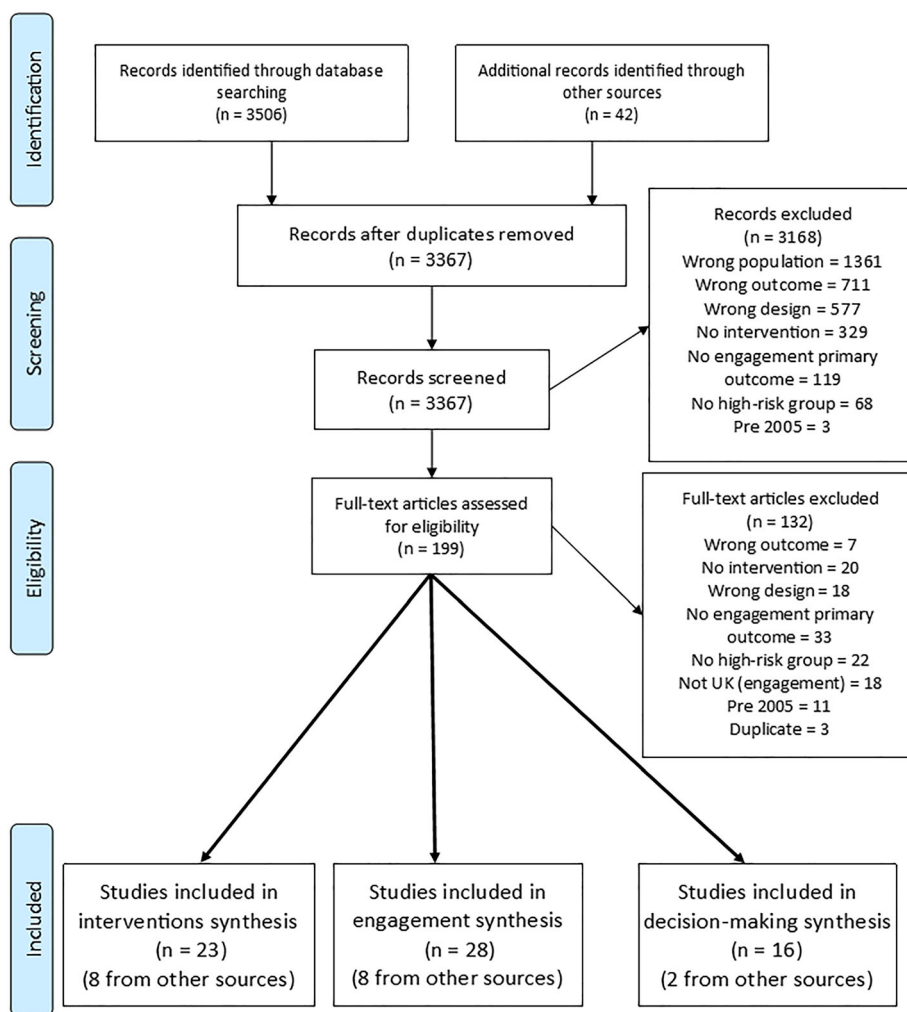 Identification
Records identified through database
searching
(n = 3506)
Additional records identified through
other sources
(n = 42)
Records after duplicates removed
(n = 3367)
Screening
Records screened
(n = 3367)
Records excluded
(n = 3168)
Wrong population = 1361
Wrong outcome = 711
Wrong design = 577
No intervention = 329
No engagement primary
outcome = 119
No high-risk group = 68
Pre 2005 = 3
Eligibility
Full-text articles assessed
for eligibility
(n = 199)
Full-text articles excluded
(n = 132)
Wrong outcome = 7
No intervention = 20
Wrong design = 18
No engagement primary
outcome = 33
No high-risk group = 22
Not UK (engagement) = 18
Pre 2005 = 11
Duplicate = 3
Included
Studies included in
interventions synthesis
(n = 23)
(8 from other sources)
Studies included in
engagement synthesis
(n = 28)
(8 from other sources)
Studies included in
decision-making synthesis
(n = 16)
(2 from other sources)